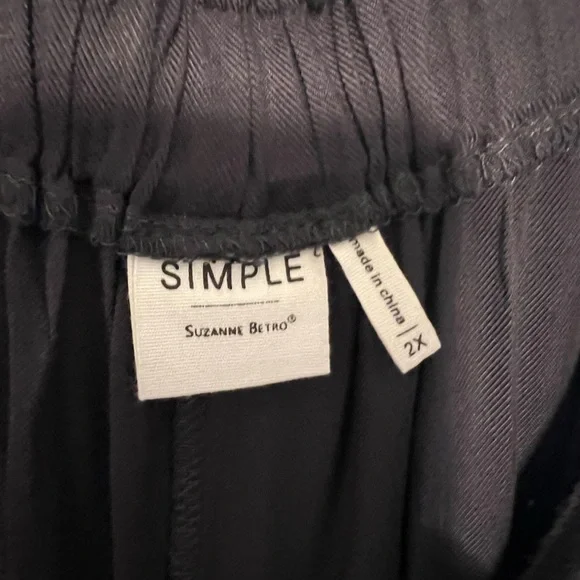 SIMPLE
SUZANNE BETRO®
made in china | 2X